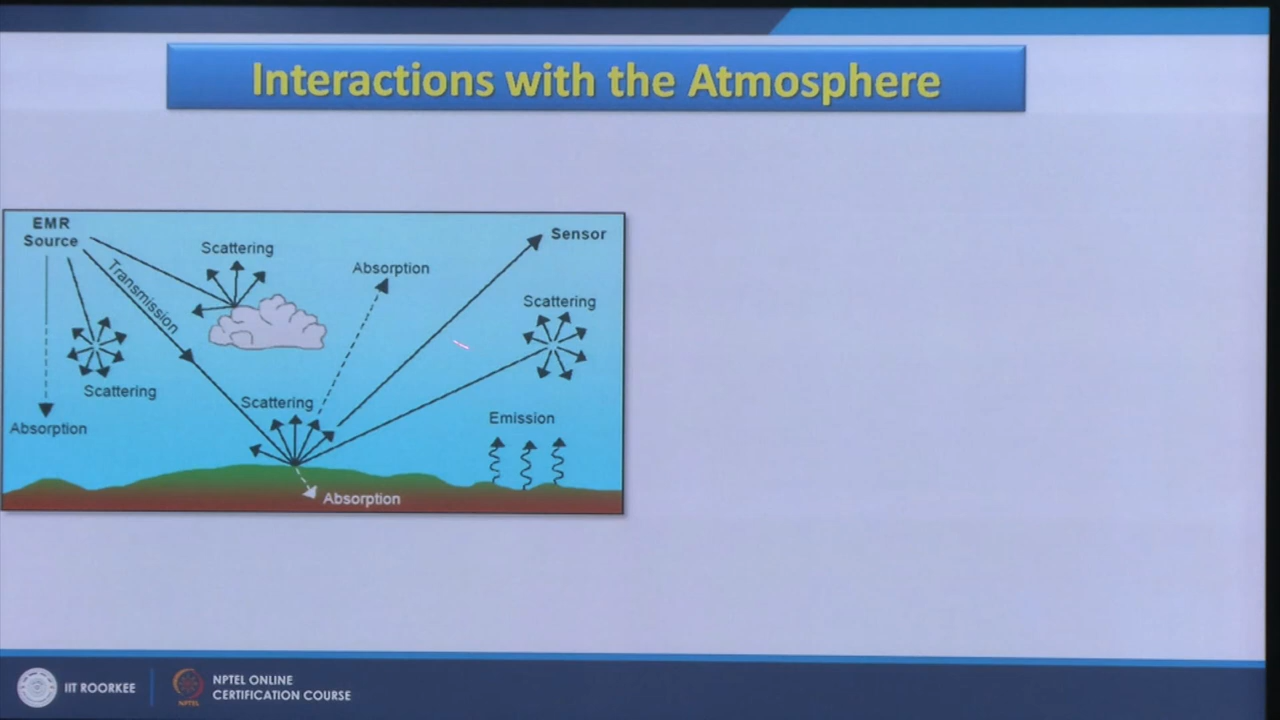 Interactions with the Atmosphere
EMR
Source
Scattering
Sensor
Absorption
Transmission
Scattering
Scattering
Scattering
Absorption
Emission
Absorption
IIT ROORKEE
NPTEL ONLINE
CERTIFICATION COURSE
NPTEL